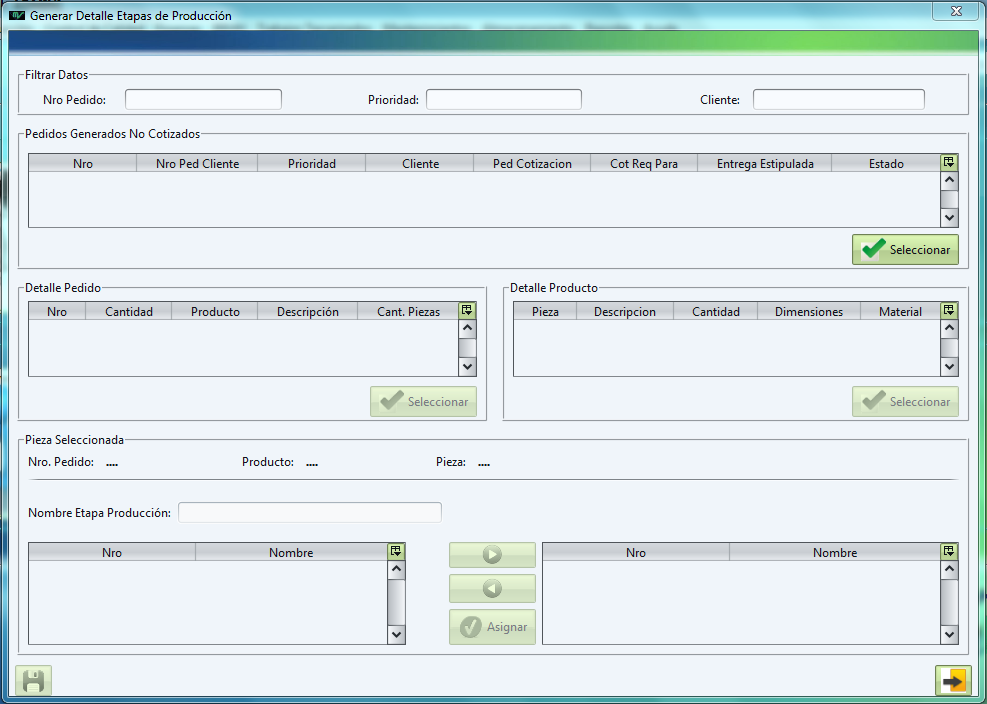 Generar Detalle Etapas de Producción
Filtrar Datos
Nro Pedido: Prioridad: Cliente:
Pedidos Generados No Cotizados
Nro Nro Ped Cliente Prioridad Cliente Ped Cotizacion Cot Req Para Entrega Estipulada Estado
Seleccionar
Detalle Pedido
Nro Cantidad Producto Descripción Cant. Piezas
Seleccionar
Detalle Producto
Pieza Descripcion Cantidad Dimensiones Material
Seleccionar
Pieza Seleccionada
Nro. Pedido: .... Producto: .... Pieza: ....
Nombre Etapa Producción:
Nro Nombre
Asignar
Nro Nombre